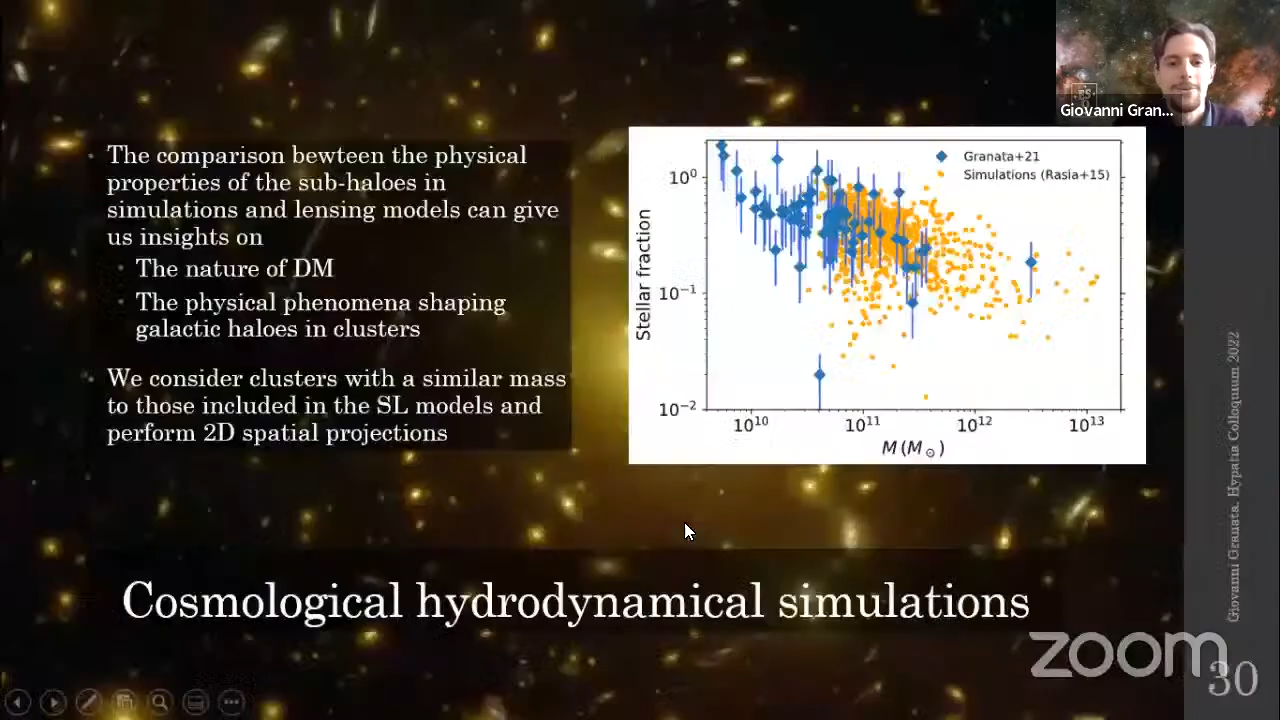 Giovanni Gran...
The comparison bewteen the physical
properties of the sub-haloes in
simulations and lensing models can give
us insights on
The nature of DM
The physical phenomena shaping
galactic haloes in clusters
We consider clusters with a similar mass
to those included in the SL models and
perform 2D spatial projections
Granata+21
Simulations (Rasia+15)
Stellar fraction
10⁰
10⁻¹
10⁻²
10¹⁰ 10¹¹ 10¹² 10¹³
M (M☉)
Cosmological hydrodynamical simulations
Giovanni Granata, Hypatia Colloquium 2022
zoom
30